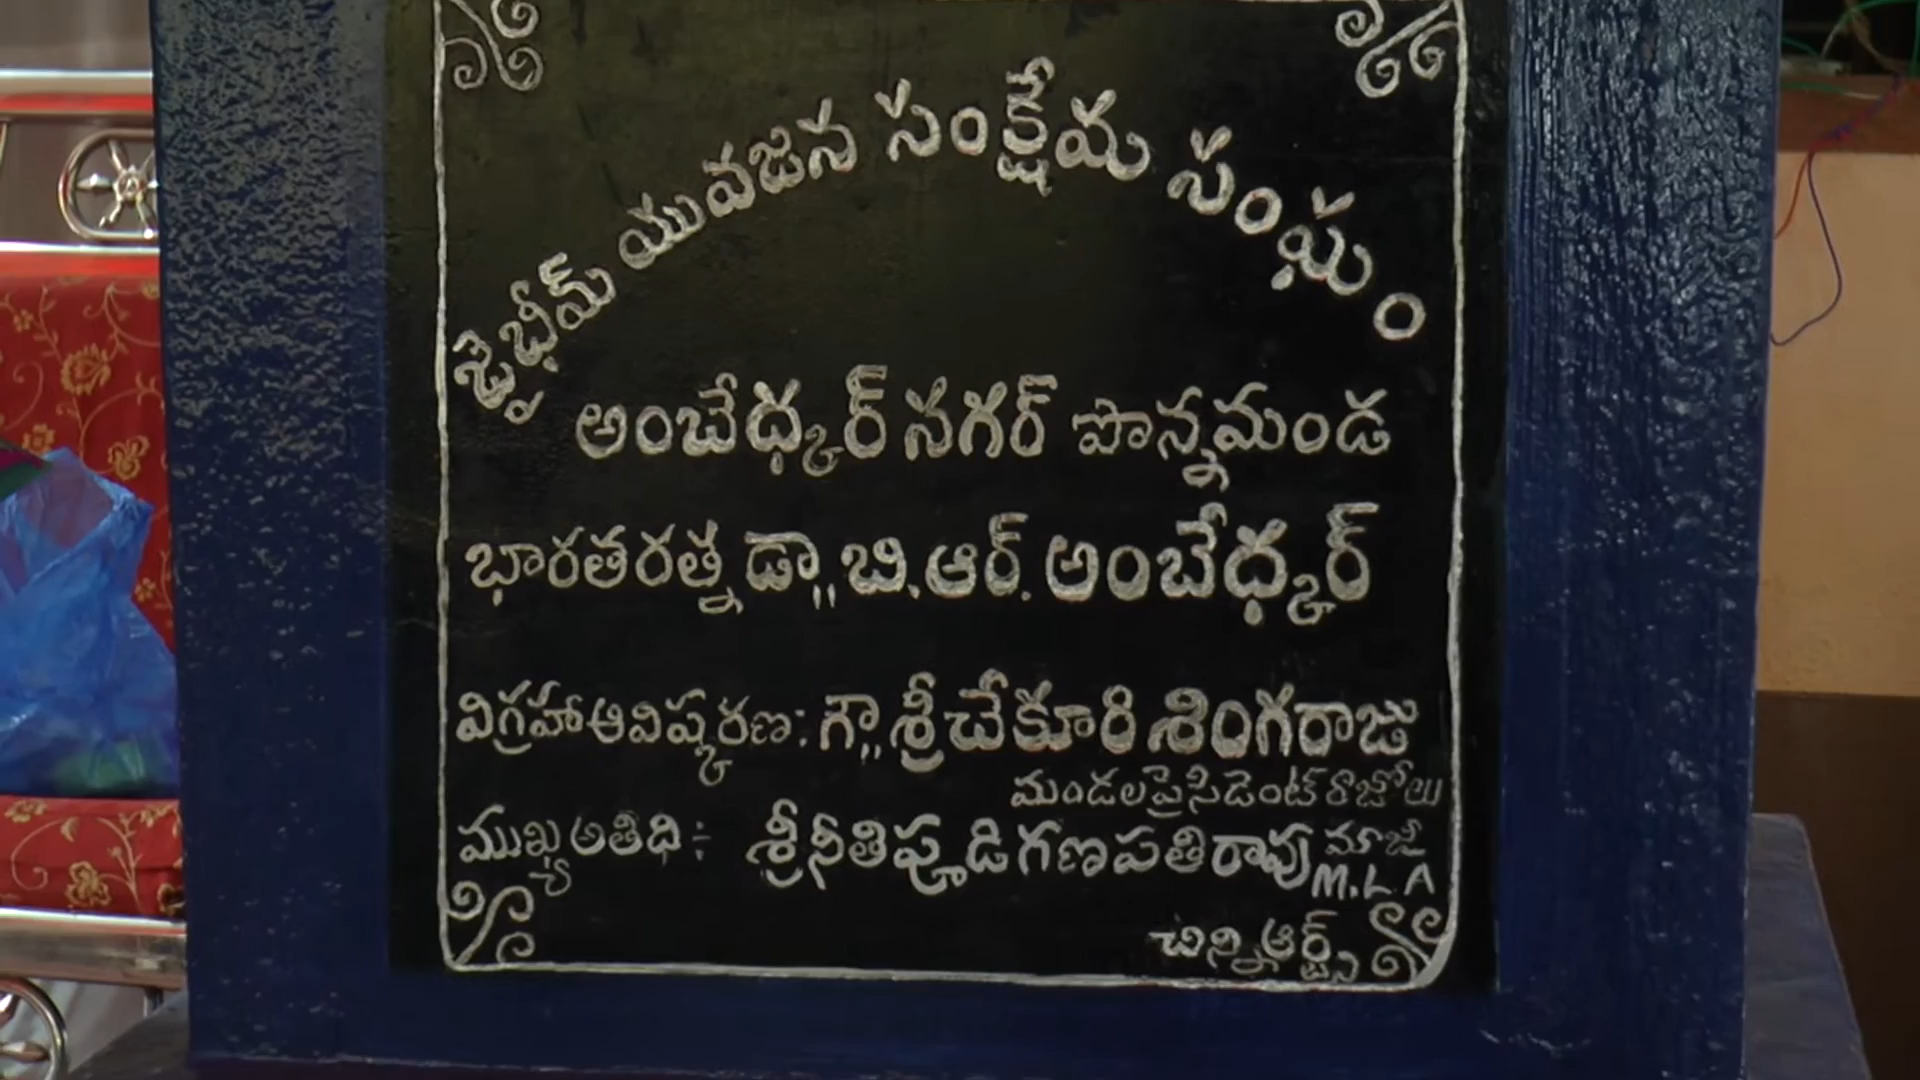 జైభీమ్ యువజన సంక్షేమ సంఘం
అంబేధ్కర్ నగర్ పొన్నమండ
భారతరత్న డా,, బి. ఆర్. అంబేధ్కర్
విగ్రహా ఆవిష్కరణ: గౌ,, శ్రీ చేకూరి శింగరాజు
మండల ప్రెసిడెంట్ రాజోలు
ముఖ్య అతిధి ÷ శ్రీ నీతిపూడి గణపతిరావు మాజీ
M.L.A
చిన్ని ఆర్ట్స్